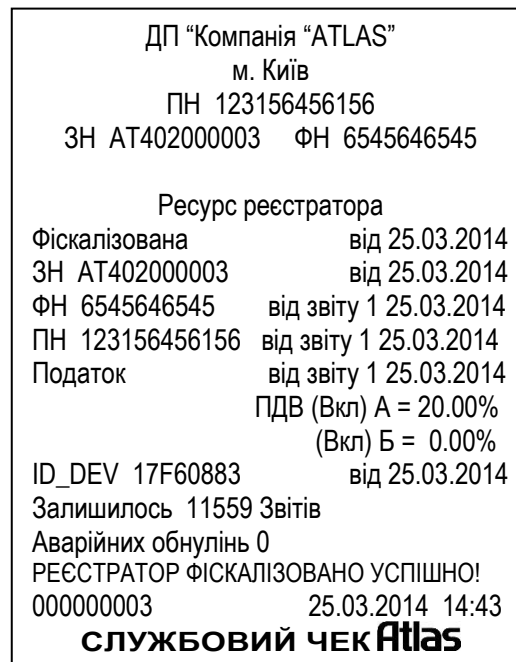 ДП “Компанія “ATLAS”
м. Київ
ПН 123156456156
ЗН АТ402000003 ФН 6545646545
Ресурс реєстратора
Фіскалізована від 25.03.2014
ЗН АТ402000003 від 25.03.2014
ФН 6545646545 від звіту 1 25.03.2014
ПН 123156456156 від звіту 1 25.03.2014
Податок від звіту 1 25.03.2014
ПДВ (Вкл) А = 20.00%
(Вкл) Б = 0.00%
ID_DEV 17F60883 від 25.03.2014
Залишилось 11559 Звітів
Аварійних обнулінь 0
РЕЄСТРАТОР ФІСКАЛІЗОВАНО УСПІШНО!
000000003 25.03.2014 14:43
СЛУЖБОВИЙ ЧЕК Atlas